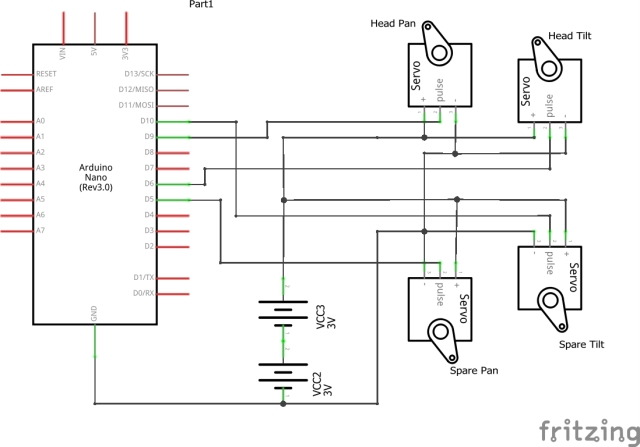 Part1
Head Pan
Head Tilt
VIN
5V
3V3
RESET
AREF
A0
A1
A2
A3
A4
A5
A6
A7
Arduino
Nano
(Rev3.0)
D13/SCK
D12/MISO
D11/MOSI
D10
D9
D8
D7
D6
D5
D4
D3
D2
D1/TX
D0/RX
GND
Servo
+
pulse
-
Servo
+
pulse
-
-
pulse
+
Servo
Spare Pan
-
pulse
+
Servo
Spare Tilt
VCC3
3V
VCC2
3V
fritzing